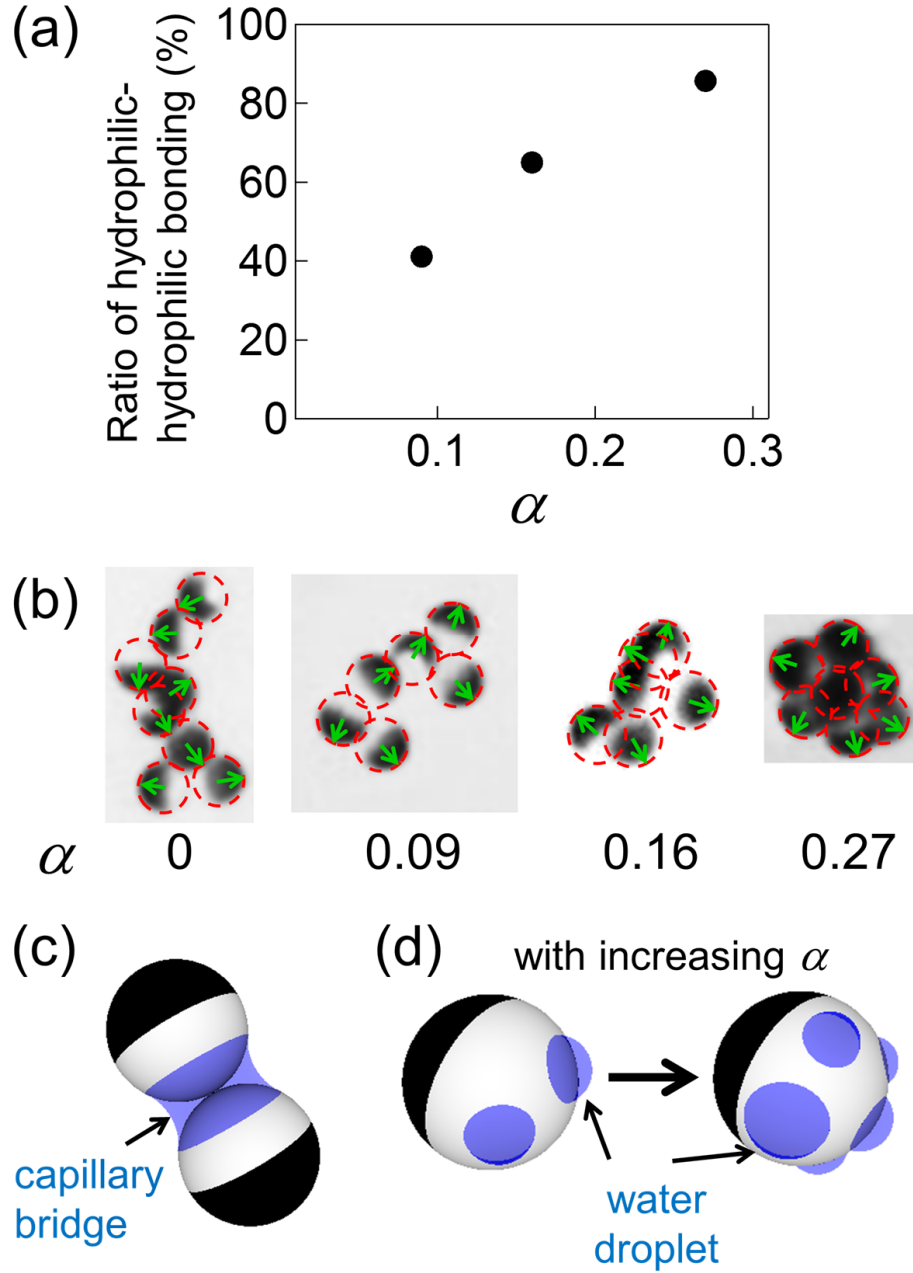 (a)
Ratio of hydrophilic-
hydrophilic bonding (%)
100
80
60
40
20
0
0.1 0.2 0.3
α
(b)
α 0 0.09 0.16 0.27
(c)
capillary
bridge
(d)
with increasing α
water
droplet